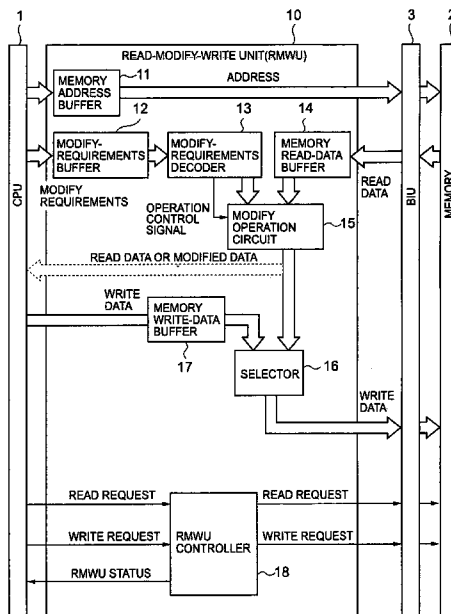 1
10
3
2
READ-MODIFY-WRITE UNIT(RMWU)
MEMORY
ADDRESS
BUFFER
11
ADDRESS
12
13
14
MODIFY-
REQUIREMENTS
BUFFER
MODIFY-
REQUIREMENTS
DECODER
MEMORY
READ-DATA
BUFFER
MODIFY
REQUIREMENTS
READ
DATA
CPU
BIU
MEMORY
OPERATION
CONTROL
SIGNAL
MODIFY
OPERATION
CIRCUIT
15
READ DATA OR MODIFIED DATA
WRITE
DATA
MEMORY
WRITE-DATA
BUFFER
17
SELECTOR
16
WRITE
DATA
READ REQUEST
READ REQUEST
WRITE REQUEST
RMWU
CONTROLLER
WRITE REQUEST
RMWU STATUS
18